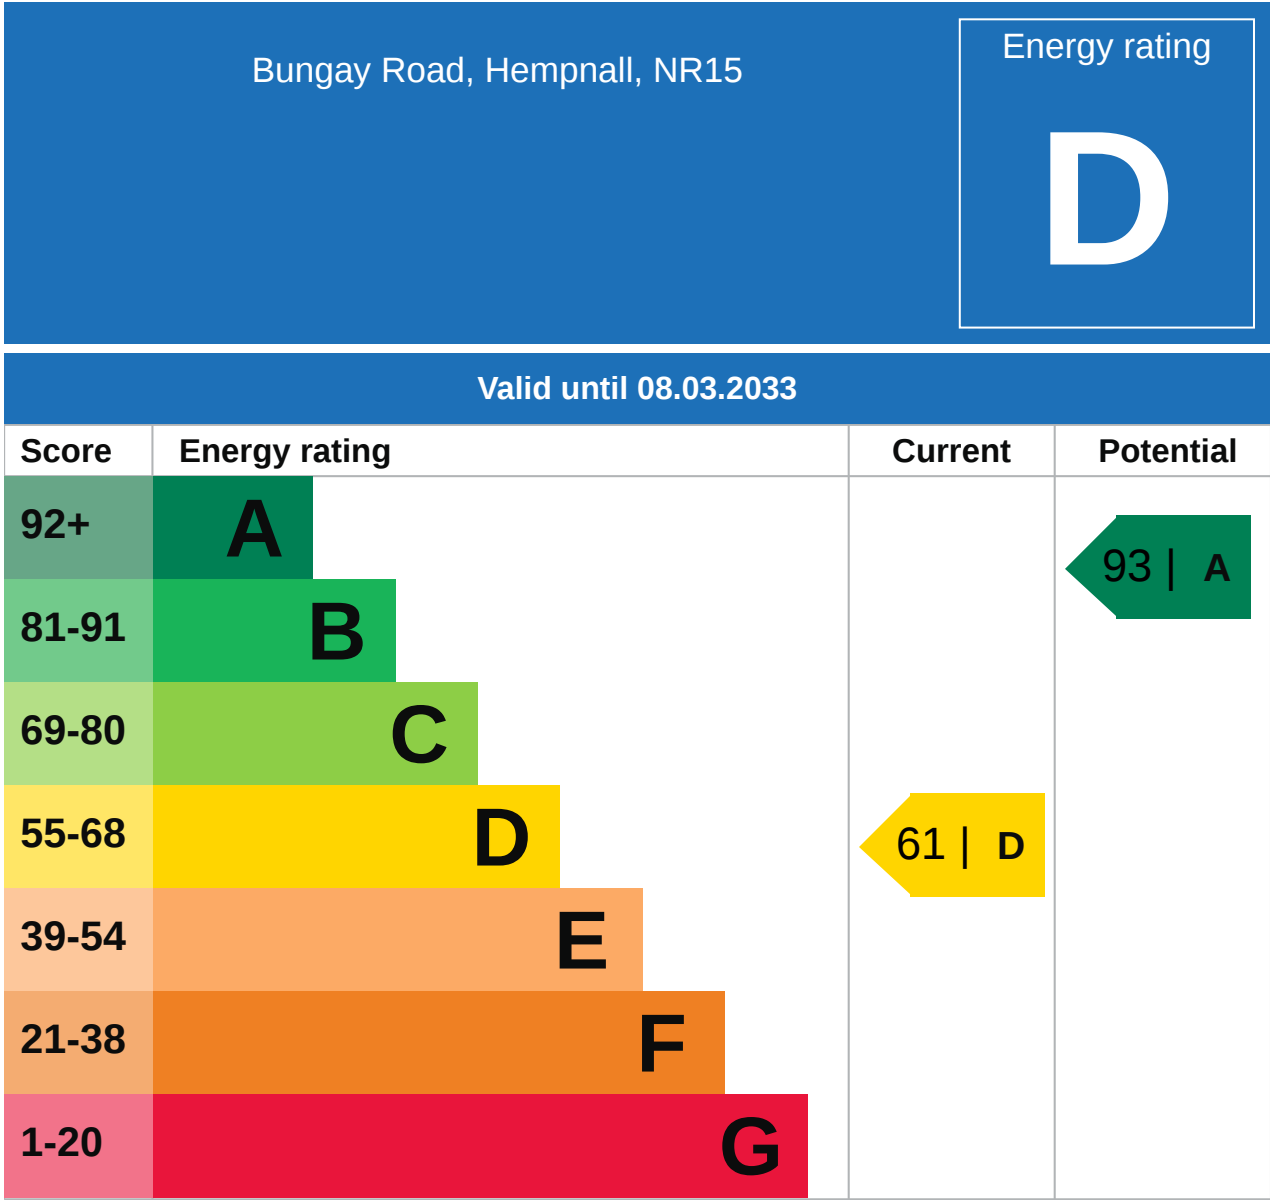 Bungay Road, Hempnall, NR15
Energy rating
D
Valid until 08.03.2033
Score Energy rating Current Potential
92+ A
93 | A
81-91 B
69-80 C
55-68 D
61 | D
39-54 E
21-38 F
1-20 G